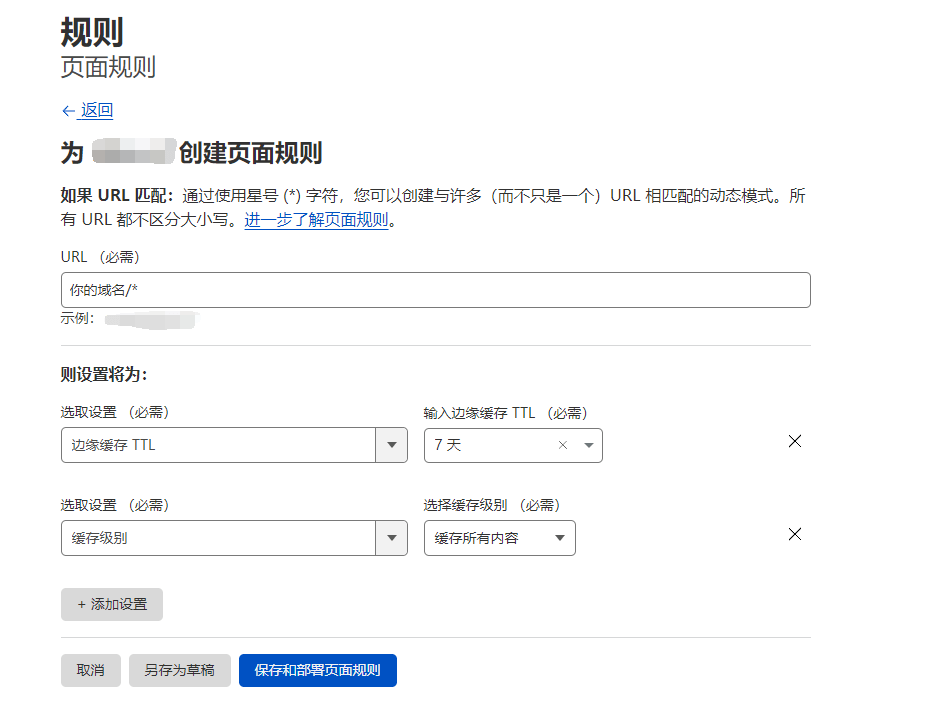 规则
页面规则
← 返回
为 创建页面规则
如果 URL 匹配：通过使用星号 (*) 字符，您可以创建与许多（而不只是一个）URL 相匹配的动态模式。所
有 URL 都不区分大小写。进一步了解页面规则。
URL （必需）
你的域名/*
示例：
则设置将为：
选取设置 （必需） 输入边缘缓存 TTL （必需）
边缘缓存 TTL 7 天
选取设置 （必需） 选择缓存级别 （必需）
缓存级别 缓存所有内容
+ 添加设置
取消 另存为草稿 保存和部署页面规则